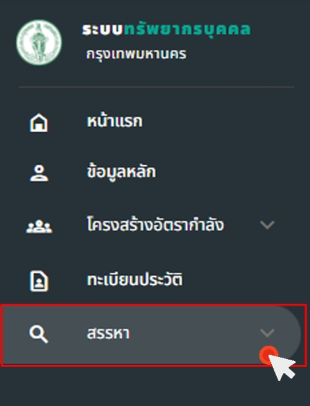 ระบบทรัพยากรบุคคล
กรุงเทพมหานคร
หน้าแรก
ข้อมูลหลัก
โครงสร้างอัตรากำลัง
ทะเบียนประวัติ
สรรหา